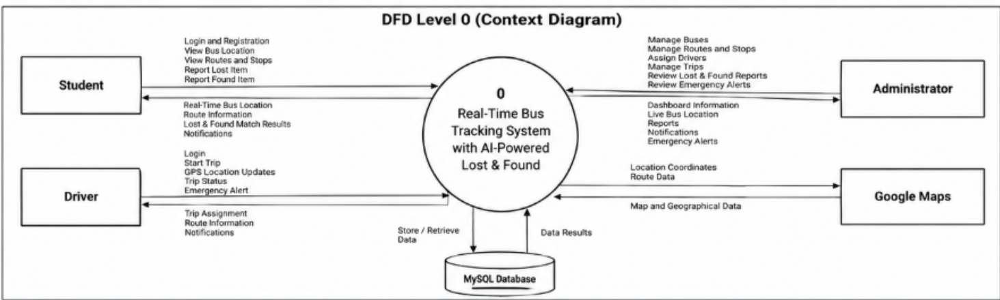 DFD Level 0 (Context Diagram)
Student
Login and Registration
View Bus Location
View Routes and Stops
Report Lost Item
Report Found Item
Real-Time Bus Location
Route Information
Lost & Found Match Results
Notifications
Driver
Login
Start Trip
GPS Location Updates
Trip Status
Emergency Alert
Trip Assignment
Route Information
Notifications
0
Real-Time Bus
Tracking System
with AI-Powered
Lost & Found
Manage Buses
Manage Routes and Stops
Assign Drivers
Manage Trips
Review Lost & Found Reports
Review Emergency Alerts
Administrator
Dashboard Information
Live Bus Location
Reports
Notifications
Emergency Alerts
Location Coordinates
Route Data
Google Maps
Map and Geographical Data
Store / Retrieve
Data
Data Results
MySQL Database